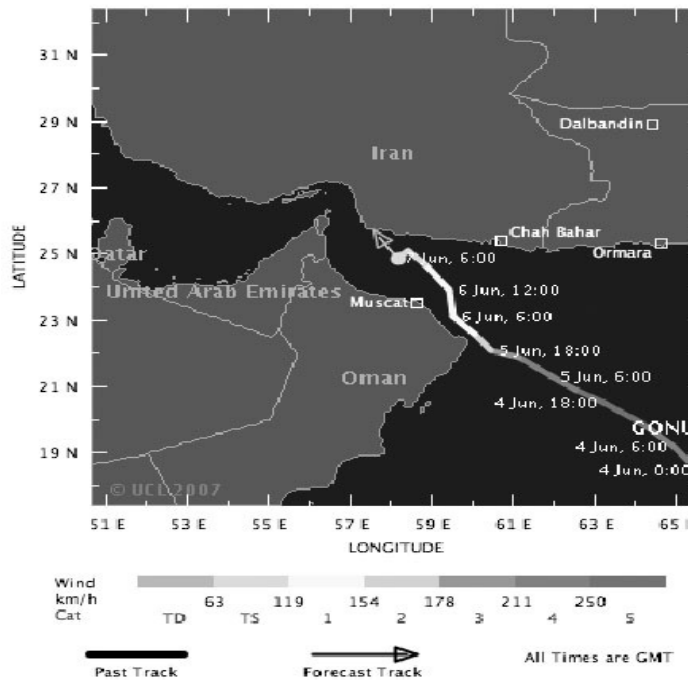 31 N
29 N
27 N
25 N
23 N
21 N
19 N
LATITUDE
Dalbandin
Iran
Chah Bahar
Ormara
Qatar
7 Jun, 6:00
United Arab Emirates
6 Jun, 12:00
Muscat
6 Jun, 6:00
5 Jun, 18:00
Oman
5 Jun, 6:00
4 Jun, 18:00
GONU
4 Jun, 6:00
4 Jun, 0:00
© UCL 2007
51 E 53 E 55 E 57 E 59 E 61 E 63 E 65
LONGITUDE
Wind
km/h 63 119 154 178 211 250
Cat TD TS 1 2 3 4 5
Past Track
Forecast Track
All Times are GMT